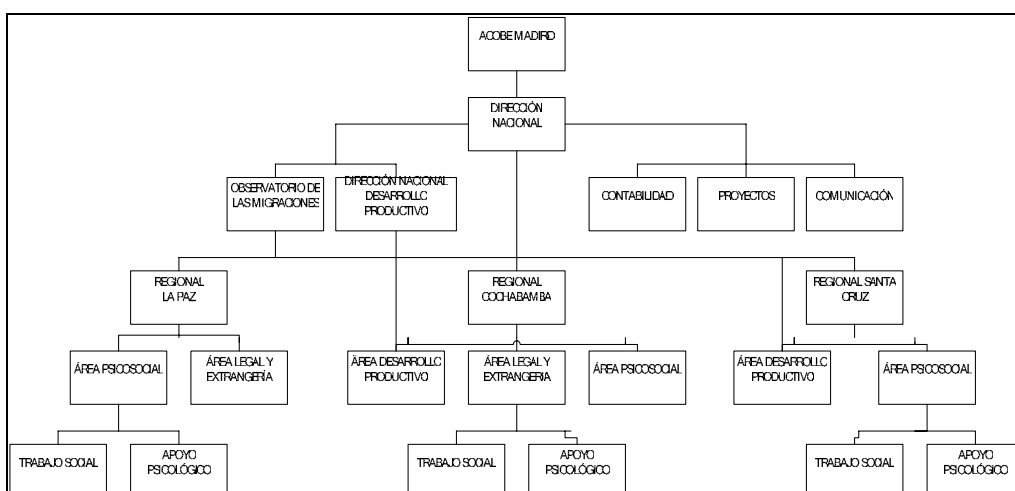 ACOBE MADIRD
DIRECCIÓN
NACIONAL
OBSERVATORIO DE
LAS MIGRACIONES
DIRECCIÓN NACIONAL
DESARROLLO
PRODUCTIVO
CONTABILIDAD
PROYECTOS
COMUNICACIÓN
REGIONAL
LA PAZ
REGIONAL
COCHABAMBA
REGIONAL SANTA
CRUZ
ÁREA PSICOSOCIAL
ÁREA LEGAL Y
EXTRANGERÍA
ÁREA DESARROLLO
PRODUCTIVO
ÁREA LEGAL Y
EXTRANGERIA
ÁREA PSICOSOCIAL
ÁREA DESARROLLO
PRODUCTIVO
ÁREA PSICOSOCIAL
TRABAJO SOCIAL
APOYO
PSICOLÓGICO
TRABAJO SOCIAL
APOYO
PSICOLÓGICO
TRABAJO SOCIAL
APOYO
PSICOLÓGICO